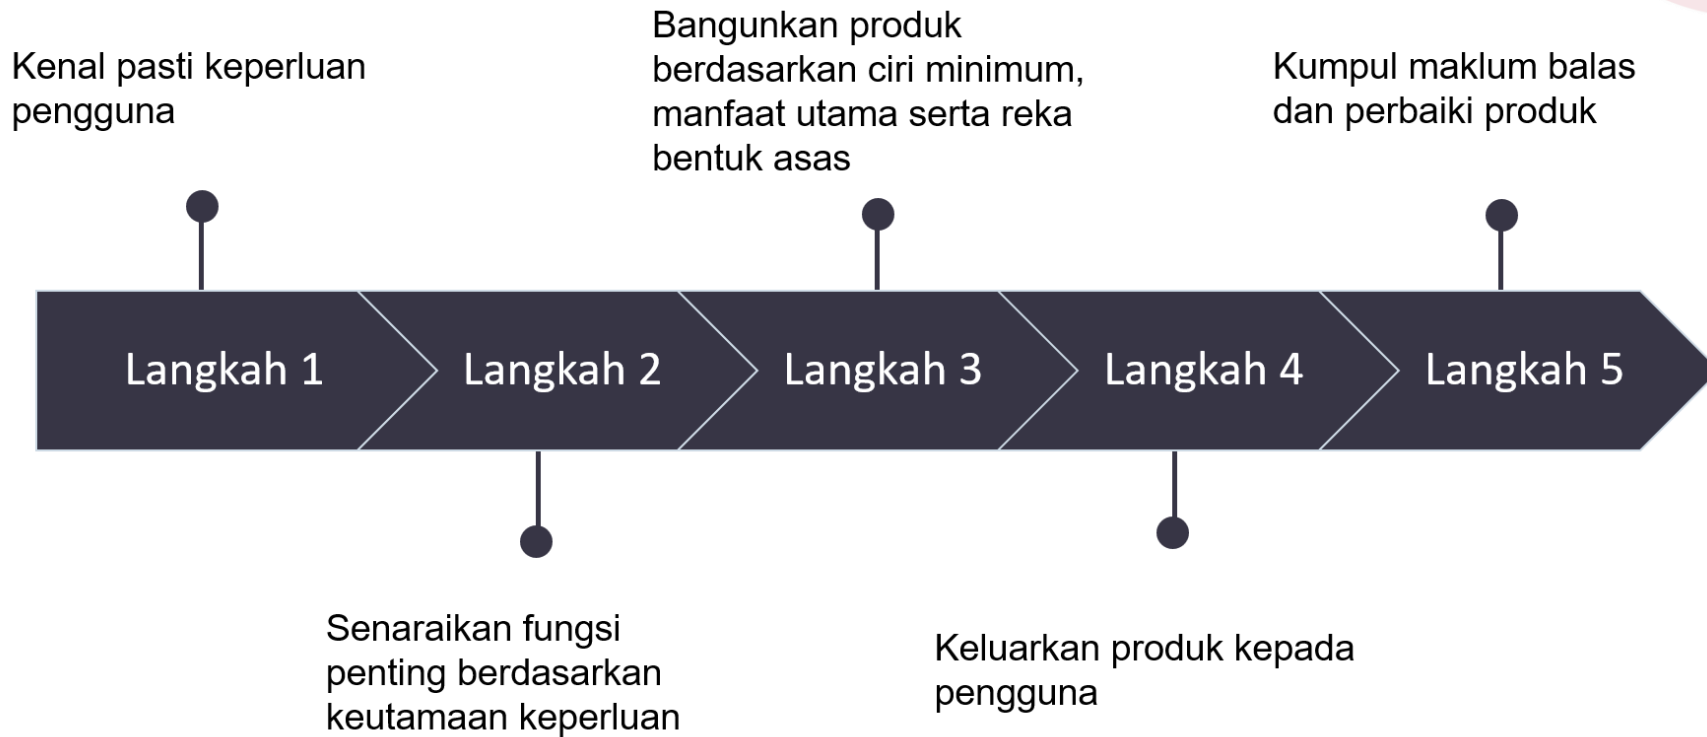 Kenal pasti keperluan
pengguna
Bangunkan produk
berdasarkan ciri minimum,
manfaat utama serta reka
bentuk asas
Kumpul maklum balas
dan perbaiki produk
Langkah 1
Langkah 2
Langkah 3
Langkah 4
Langkah 5
Senaraikan fungsi
penting berdasarkan
keutamaan keperluan
Keluarkan produk kepada
pengguna